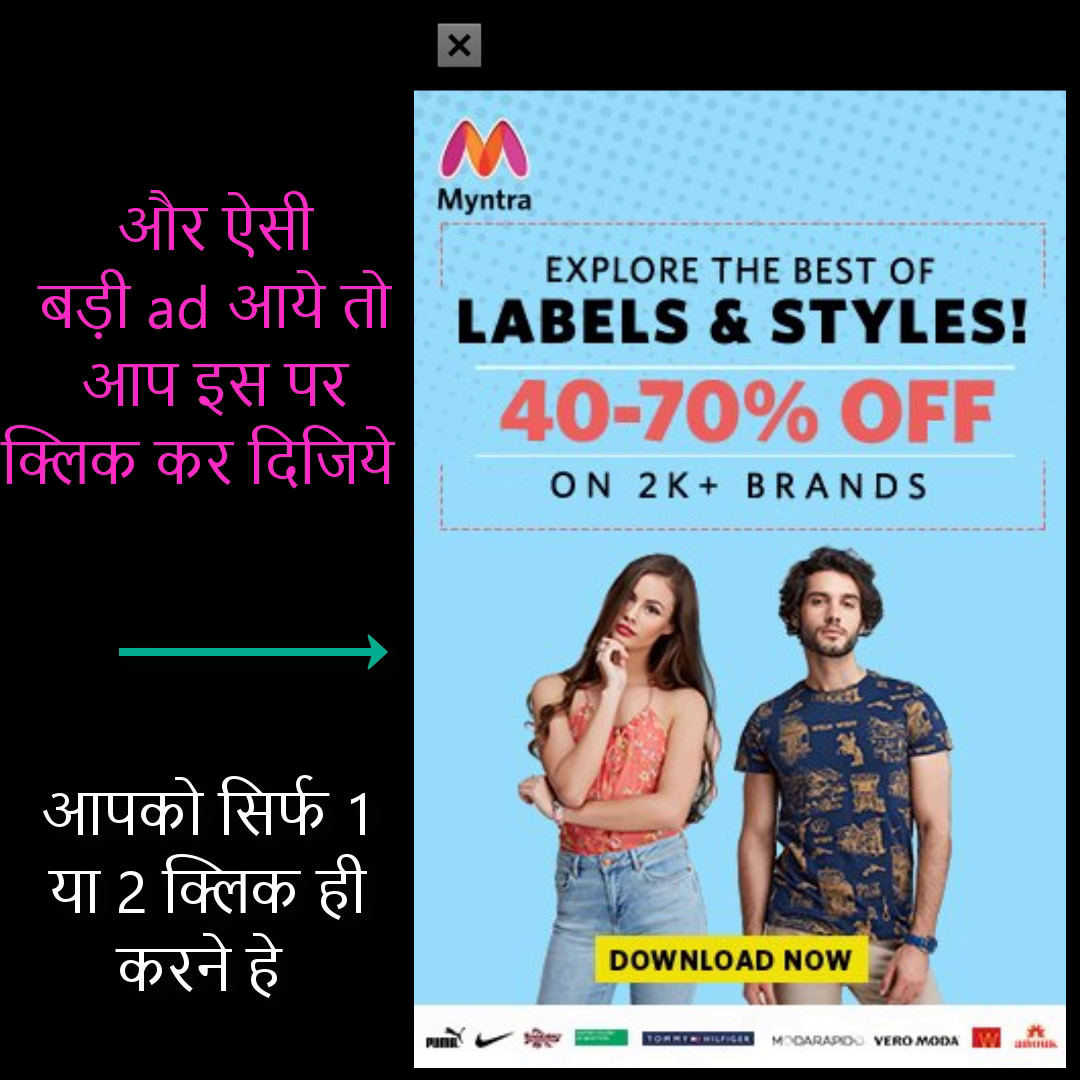 और ऐसी
बड़ी ad आये तो
आप इस पर
क्लिक कर दिजिये
आपको सिर्फ 1
या 2 क्लिक ही
करने हे
Myntra
EXPLORE THE BEST OF
LABELS & STYLES!
40-70% OFF
ON 2K+ BRANDS
DOWNLOAD NOW
PUMA
TOMMY HILFIGER
VERO MODA
W
anouk